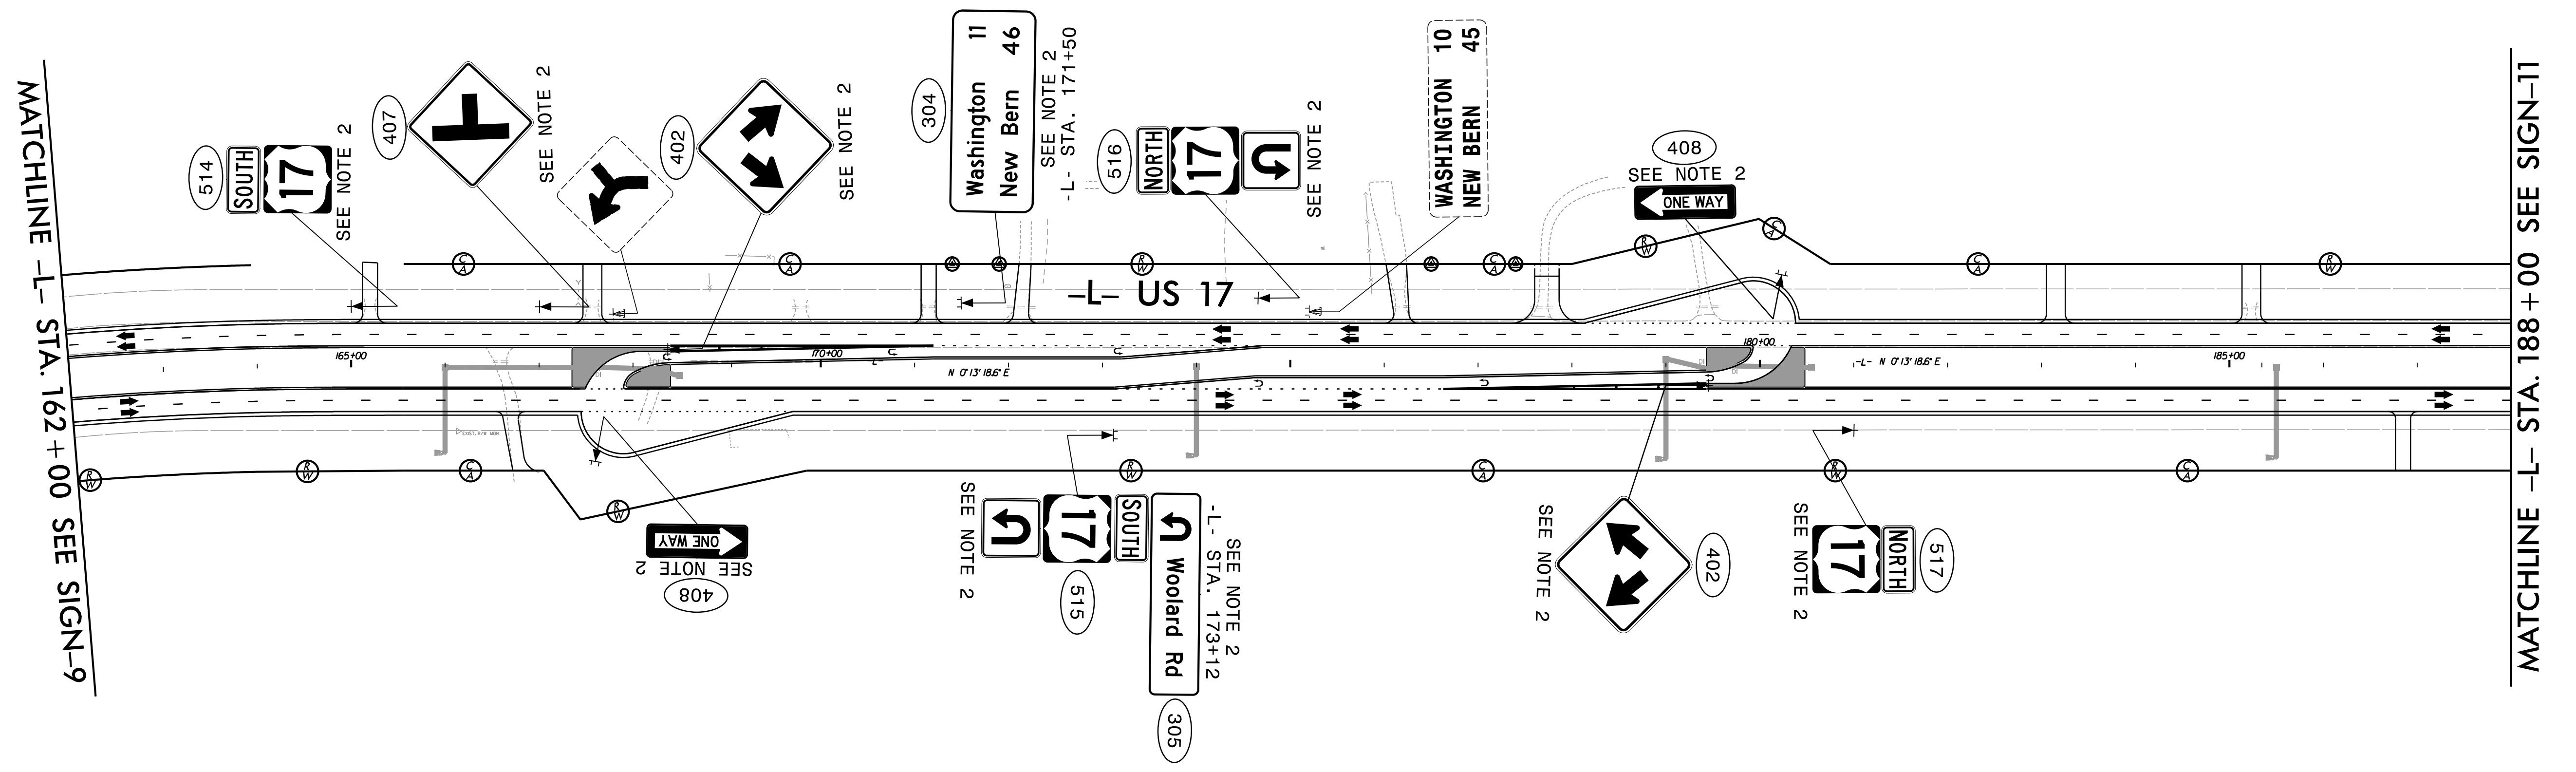 MATCHLINE -L- STA. 162+00 SEE SIGN-9
514
SOUTH
17
SEE NOTE 2
407
SEE NOTE 2
402
SEE NOTE 2
304
Washington 11
New Bern 46
SEE NOTE 2
-L- STA. 171+50
516
NORTH
17
SEE NOTE 2
WASHINGTON 10
NEW BERN 45
408
SEE NOTE 2
ONE WAY
MATCHLINE -L- STA. 188+00 SEE SIGN-11
C A
C A
R W
C A
R W
C A
C A
R W
-L- US 17
165+00
170+00
-L-
N 0°13'18.6" E
180+00
-L- N 0°13'18.6" E
185+00
EXIST. R/W MON
R W
R W
C A
R W
R W
C A
R W
C A
ONE WAY
SEE NOTE 2
408
SEE NOTE 2
17
SOUTH
515
Woolard Rd
-L- STA. 173+12
SEE NOTE 2
305
SEE NOTE 2
402
SEE NOTE 2
17
NORTH
517